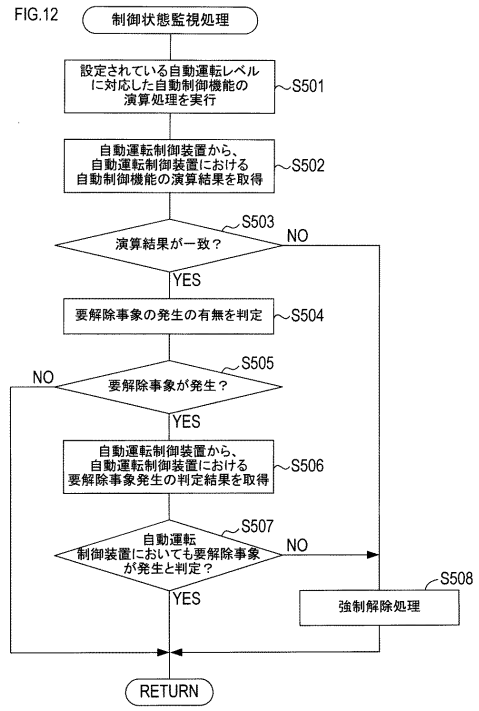 FIG.12
制御状態監視処理
設定されている自動運転レベル
に対応した自動制御機能の
演算処理を実行
S501
自動運転制御装置から、
自動運転制御装置における
自動制御機能の演算結果を取得
S502
S503
演算結果が一致？
NO
YES
要解除事象の発生の有無を判定
S504
S505
NO
要解除事象が発生？
YES
自動運転制御装置から、
自動運転制御装置における
要解除事象発生の判定結果を取得
S506
S507
自動運転
制御装置においても要解除事象
が発生と判定？
NO
YES
S508
強制解除処理
RETURN